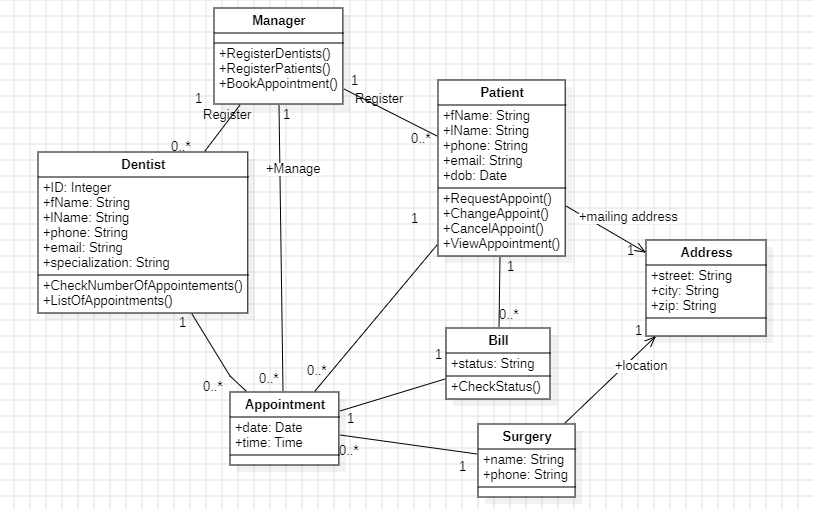 Manager
+RegisterDentists()
+RegisterPatients()
+BookAppointment()
1
Register
0..*
1
+Manage
0..*
1
Register
0..*
Patient
+fName: String
+lName: String
+phone: String
+email: String
+dob: Date
+RequestAppoint()
+ChangeAppoint()
+CancelAppoint()
+ViewAppointment()
Dentist
+ID: Integer
+fName: String
+lName: String
+phone: String
+email: String
+specialization: String
+CheckNumberOfAppointements()
+ListOfAppointments()
1
0..*
1
0..*
+mailing address
1
Address
+street: String
+city: String
+zip: String
1
0..*
Bill
+status: String
+CheckStatus()
1
1
1
+location
Appointment
+date: Date
+time: Time
0..*
1
Surgery
+name: String
+phone: String